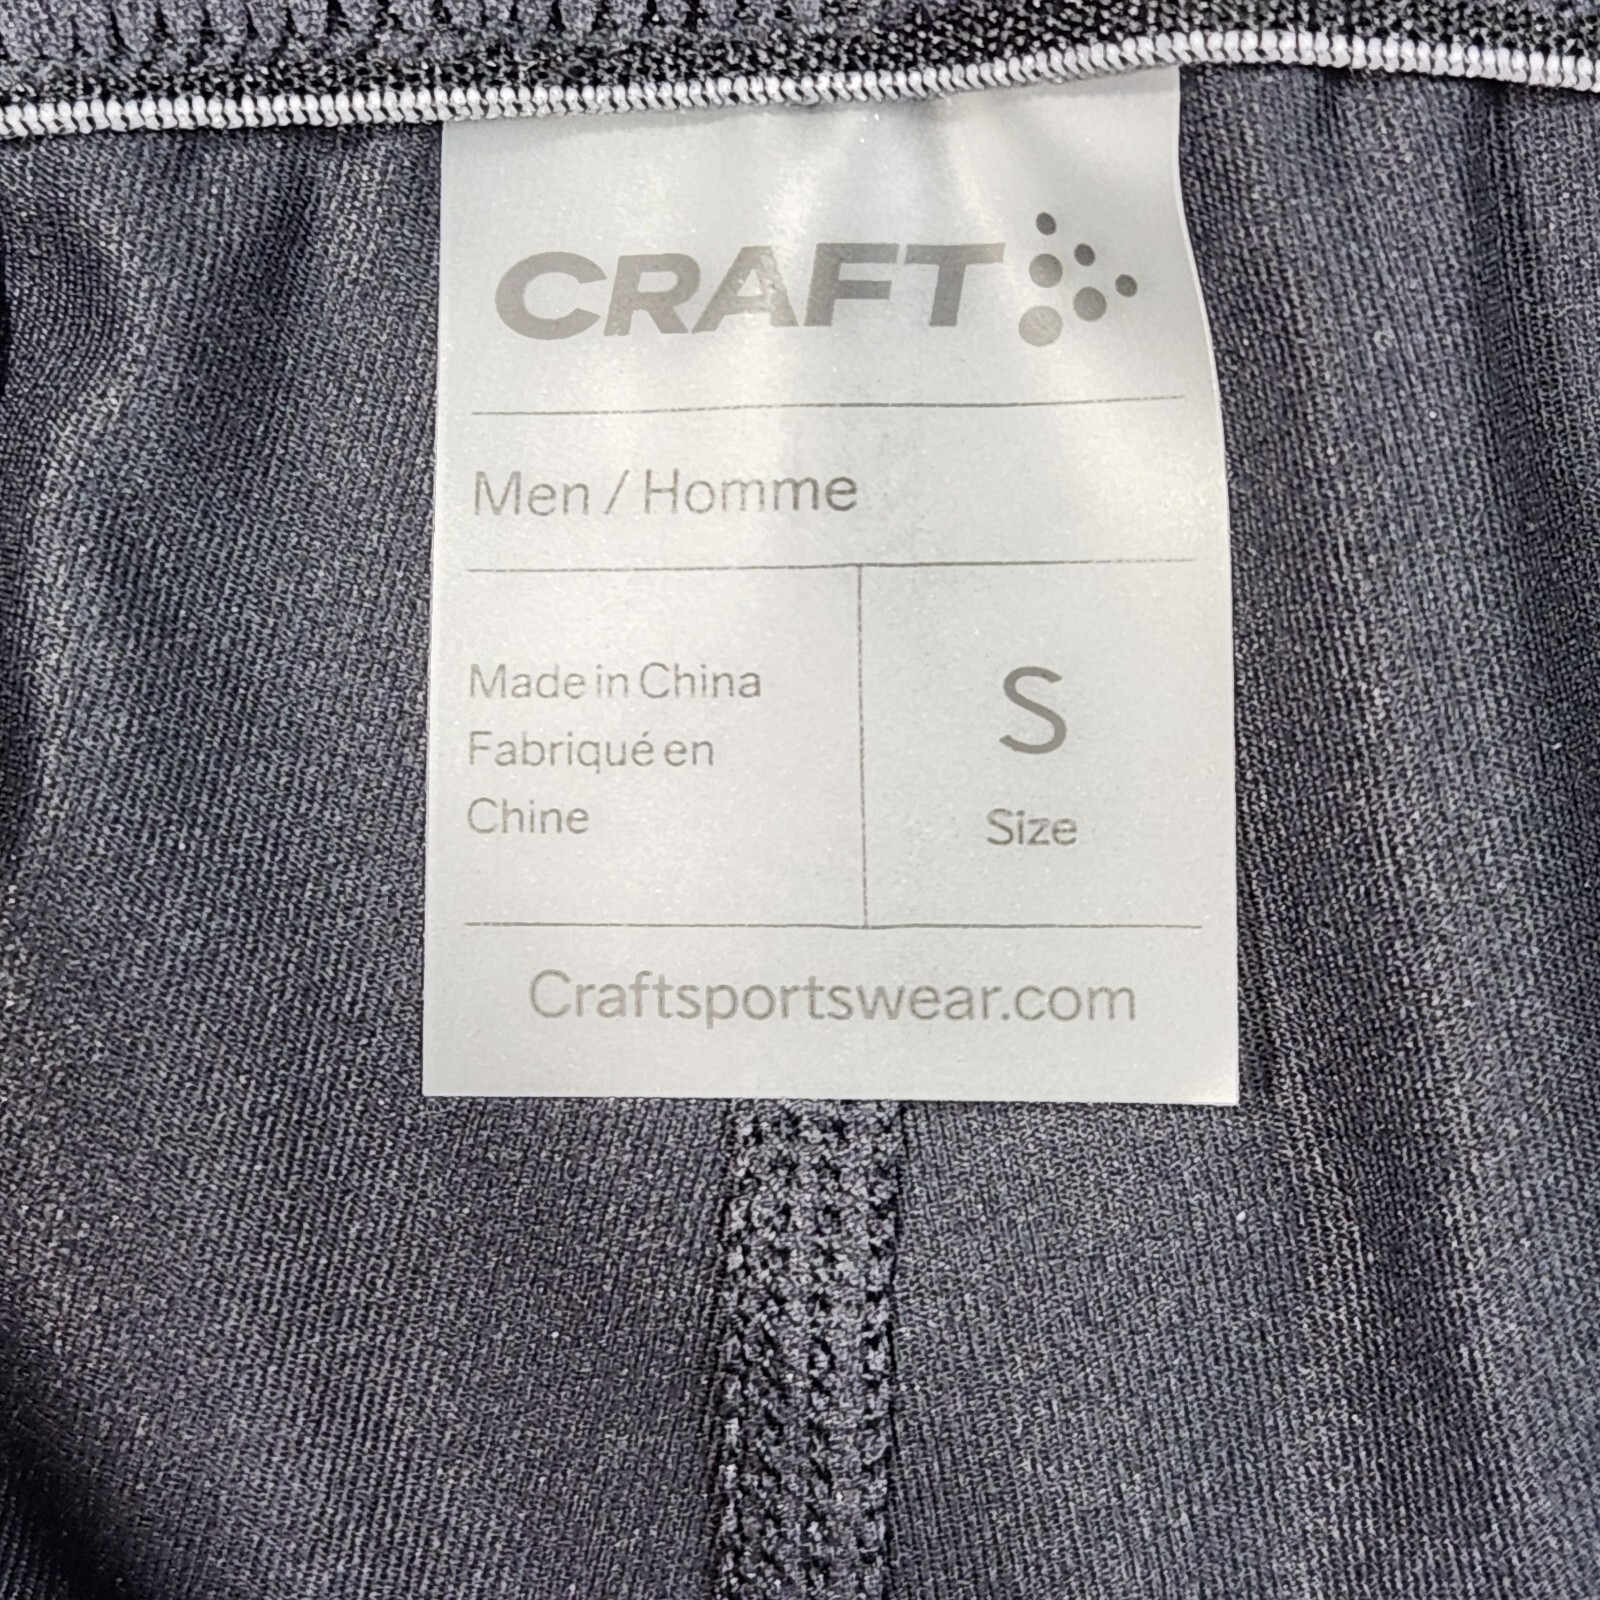 CRAFT
Men / Homme
Made in China
Fabriqué en
Chine
S
Size
Craftsportswear.com